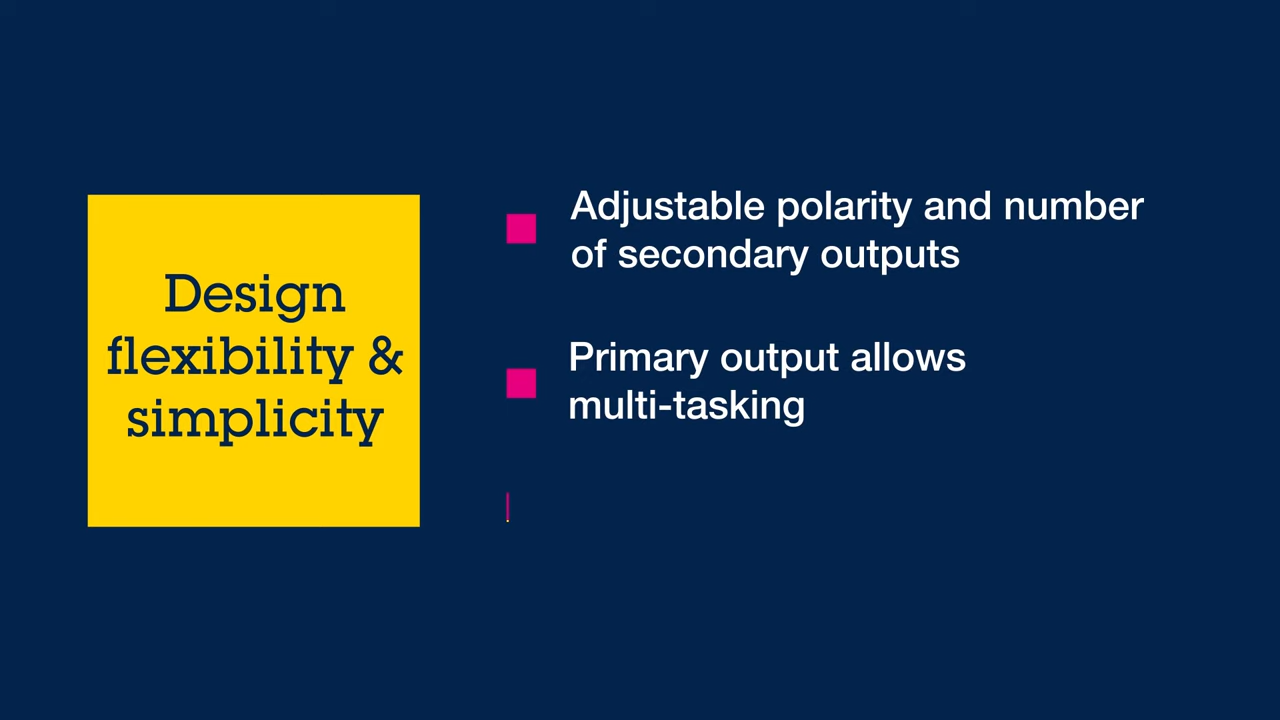 Design
flexibility &
simplicity
Adjustable polarity and number
of secondary outputs
Primary output allows
multi-tasking